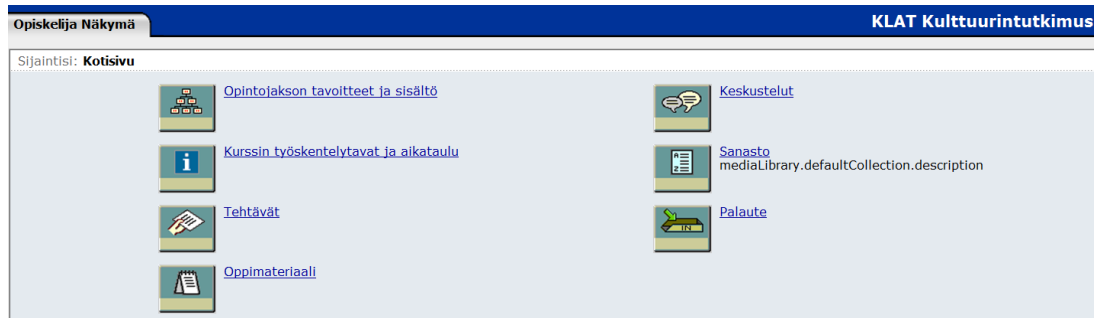 Opiskelija Näkymä
KLAT Kulttuurintutkimus
Sijaintisi: Kotisivu
Opintojakson tavoitteet ja sisältö
Kurssin työskentelytavat ja aikataulu
Tehtävät
Oppimateriaali
Keskustelut
Sanasto
mediaLibrary.defaultCollection.description
Palaute
IN